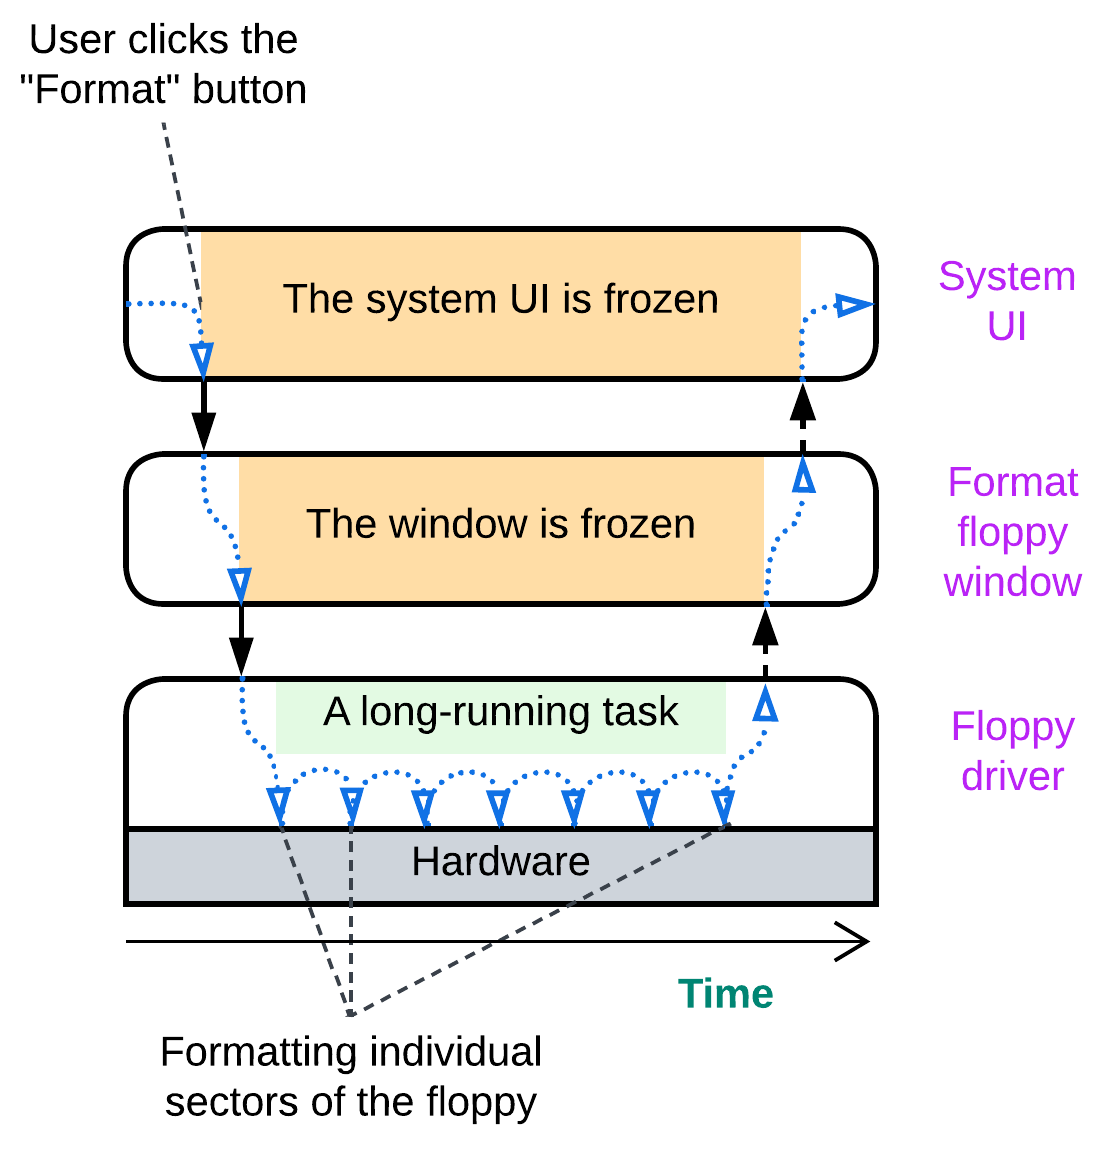 User clicks the
"Format" button
The system UI is frozen
System
UI
The window is frozen
Format
floppy
window
A long-running task
Floppy
driver
Hardware
Time
Formatting individual
sectors of the floppy